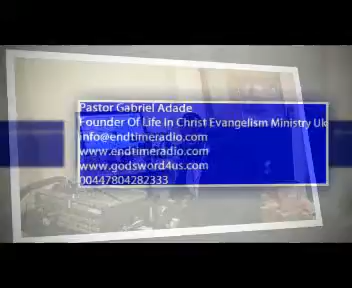 Pastor Gabriel Adade
Founder Of Life In Christ Evangelism Ministry Uk
info@endtimeradio.com
www.endtimeradio.com
www.godsword4us.com
00447804282333